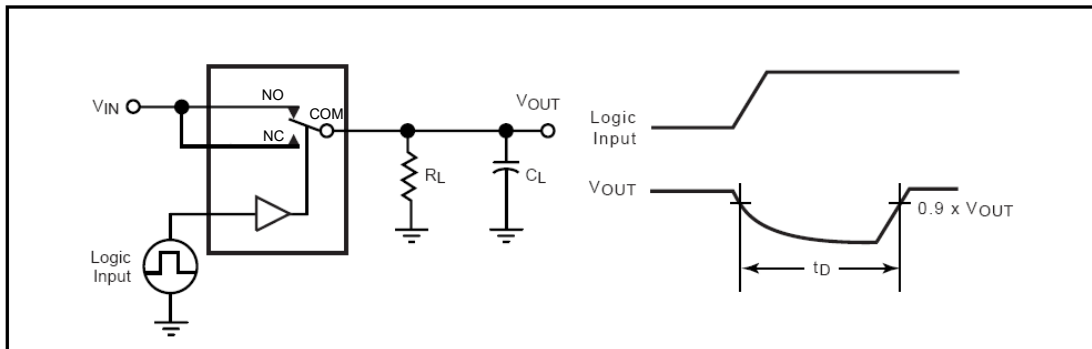 VIN
NO
COM
NC
VOUT
RL
CL
Logic
Input
Logic
Input
VOUT
0.9 x VOUT
tD